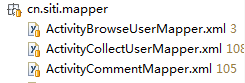 cn.siti.mapper
ActivityBrowseUserMapper.xml 3
ActivityCollectUserMapper.xml 108
ActivityCommentMapper.xml 105